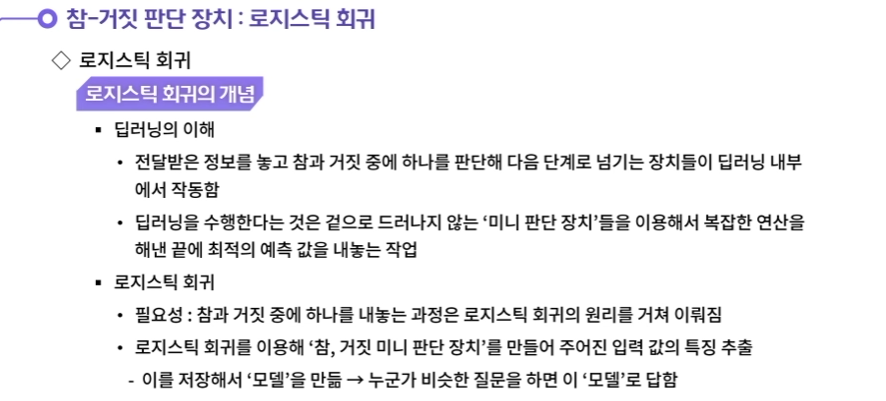 참-거짓 판단 장치 : 로지스틱 회귀
◇ 로지스틱 회귀
로지스틱 회귀의 개념
▪ 딥러닝의 이해
• 전달받은 정보를 놓고 참과 거짓 중에 하나를 판단해 다음 단계로 넘기는 장치들이 딥러닝 내부
에서 작동함
• 딥러닝을 수행한다는 것은 겉으로 드러나지 않는 ‘미니 판단 장치’들을 이용해서 복잡한 연산을
해낸 끝에 최적의 예측 값을 내놓는 작업
▪ 로지스틱 회귀
• 필요성 : 참과 거짓 중에 하나를 내놓는 과정은 로지스틱 회귀의 원리를 거쳐 이뤄짐
• 로지스틱 회귀를 이용해 ‘참, 거짓 미니 판단 장치’를 만들어 주어진 입력 값의 특징 추출
- 이를 저장해서 ‘모델’을 만듦 → 누군가 비슷한 질문을 하면 이 ‘모델’로 답함